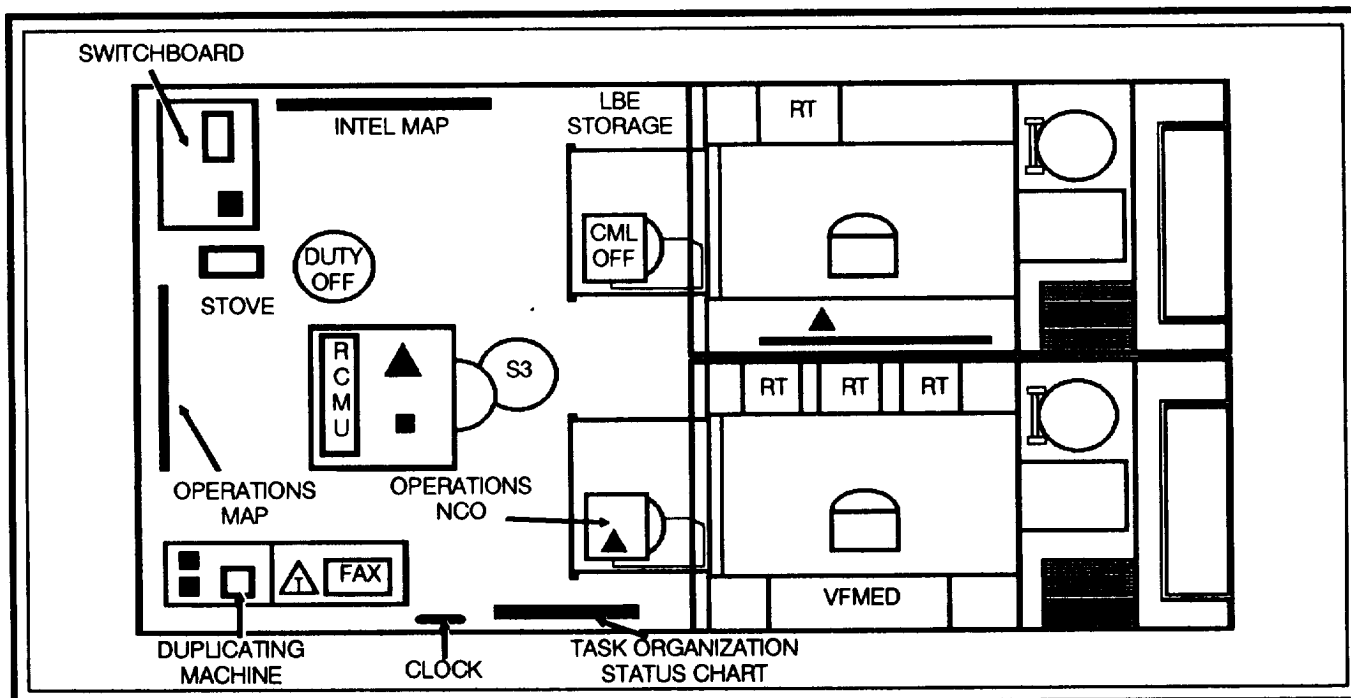 SWITCHBOARD
INTEL MAP
LBE
STORAGE
RT
CML
OFF
DUTY
OFF
STOVE
R
C
M
U
S3
RT
RT
RT
OPERATIONS
MAP
OPERATIONS
NCO
T
FAX
VFMED
DUPLICATING
MACHINE
CLOCK
TASK ORGANIZATION
STATUS CHART